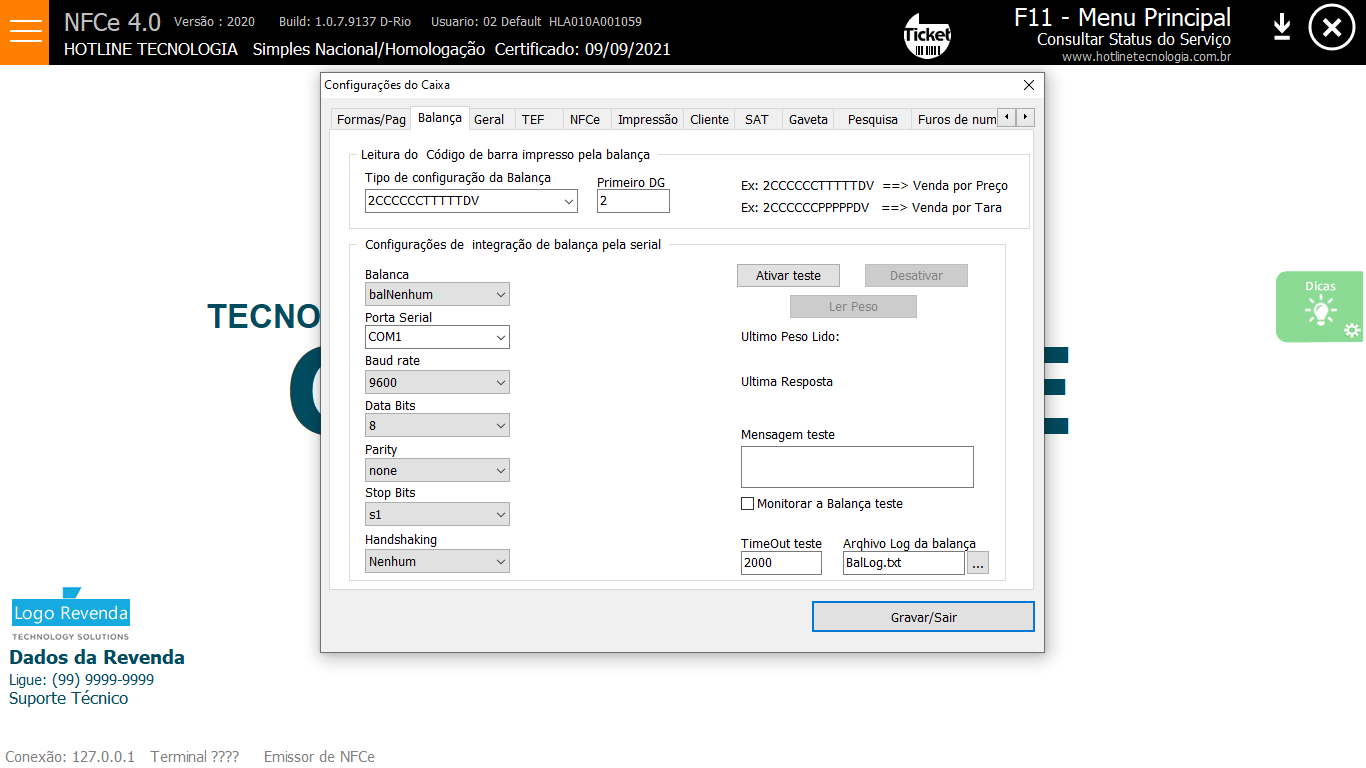 NFCe 4.0 Versão : 2020 Build: 1.0.7.9137 D-Rio Usuario: 02 Default HLA010A001059
HOTLINE TECNOLOGIA Simples Nacional/Homologação Certificado: 09/09/2021
Ticket
F11 - Menu Principal
Consultar Status do Serviço
www.hotlinetecnologia.com.br
Configurações do Caixa
Formas/Pag Balança Geral TEF NFCe Impressão Cliente SAT Gaveta Pesquisa Furos de num
Leitura do Código de barra impresso pela balança
Tipo de configuração da Balança Primeiro DG
2CCCCCCTTTTTDV 2
Ex: 2CCCCCCTTTTTDV ==> Venda por Preço
Ex: 2CCCCCCPPPPPDV ==> Venda por Tara
Configurações de integração de balança pela serial
Balanca
balNenhum
Porta Serial
COM1
Baud rate
9600
Data Bits
8
Parity
none
Stop Bits
s1
Handshaking
Nenhum
Ativar teste Desativar
Ler Peso
Ultimo Peso Lido:
Ultima Resposta
Mensagem teste
Monitorar a Balança teste
TimeOut teste Arqhivo Log da balança
2000 BalLog.txt ...
Gravar/Sair
TECNO
Dicas
Logo Revenda
TECHNOLOGY SOLUTIONS
Dados da Revenda
Ligue: (99) 9999-9999
Suporte Técnico
Conexão: 127.0.0.1 Terminal ???? Emissor de NFCe